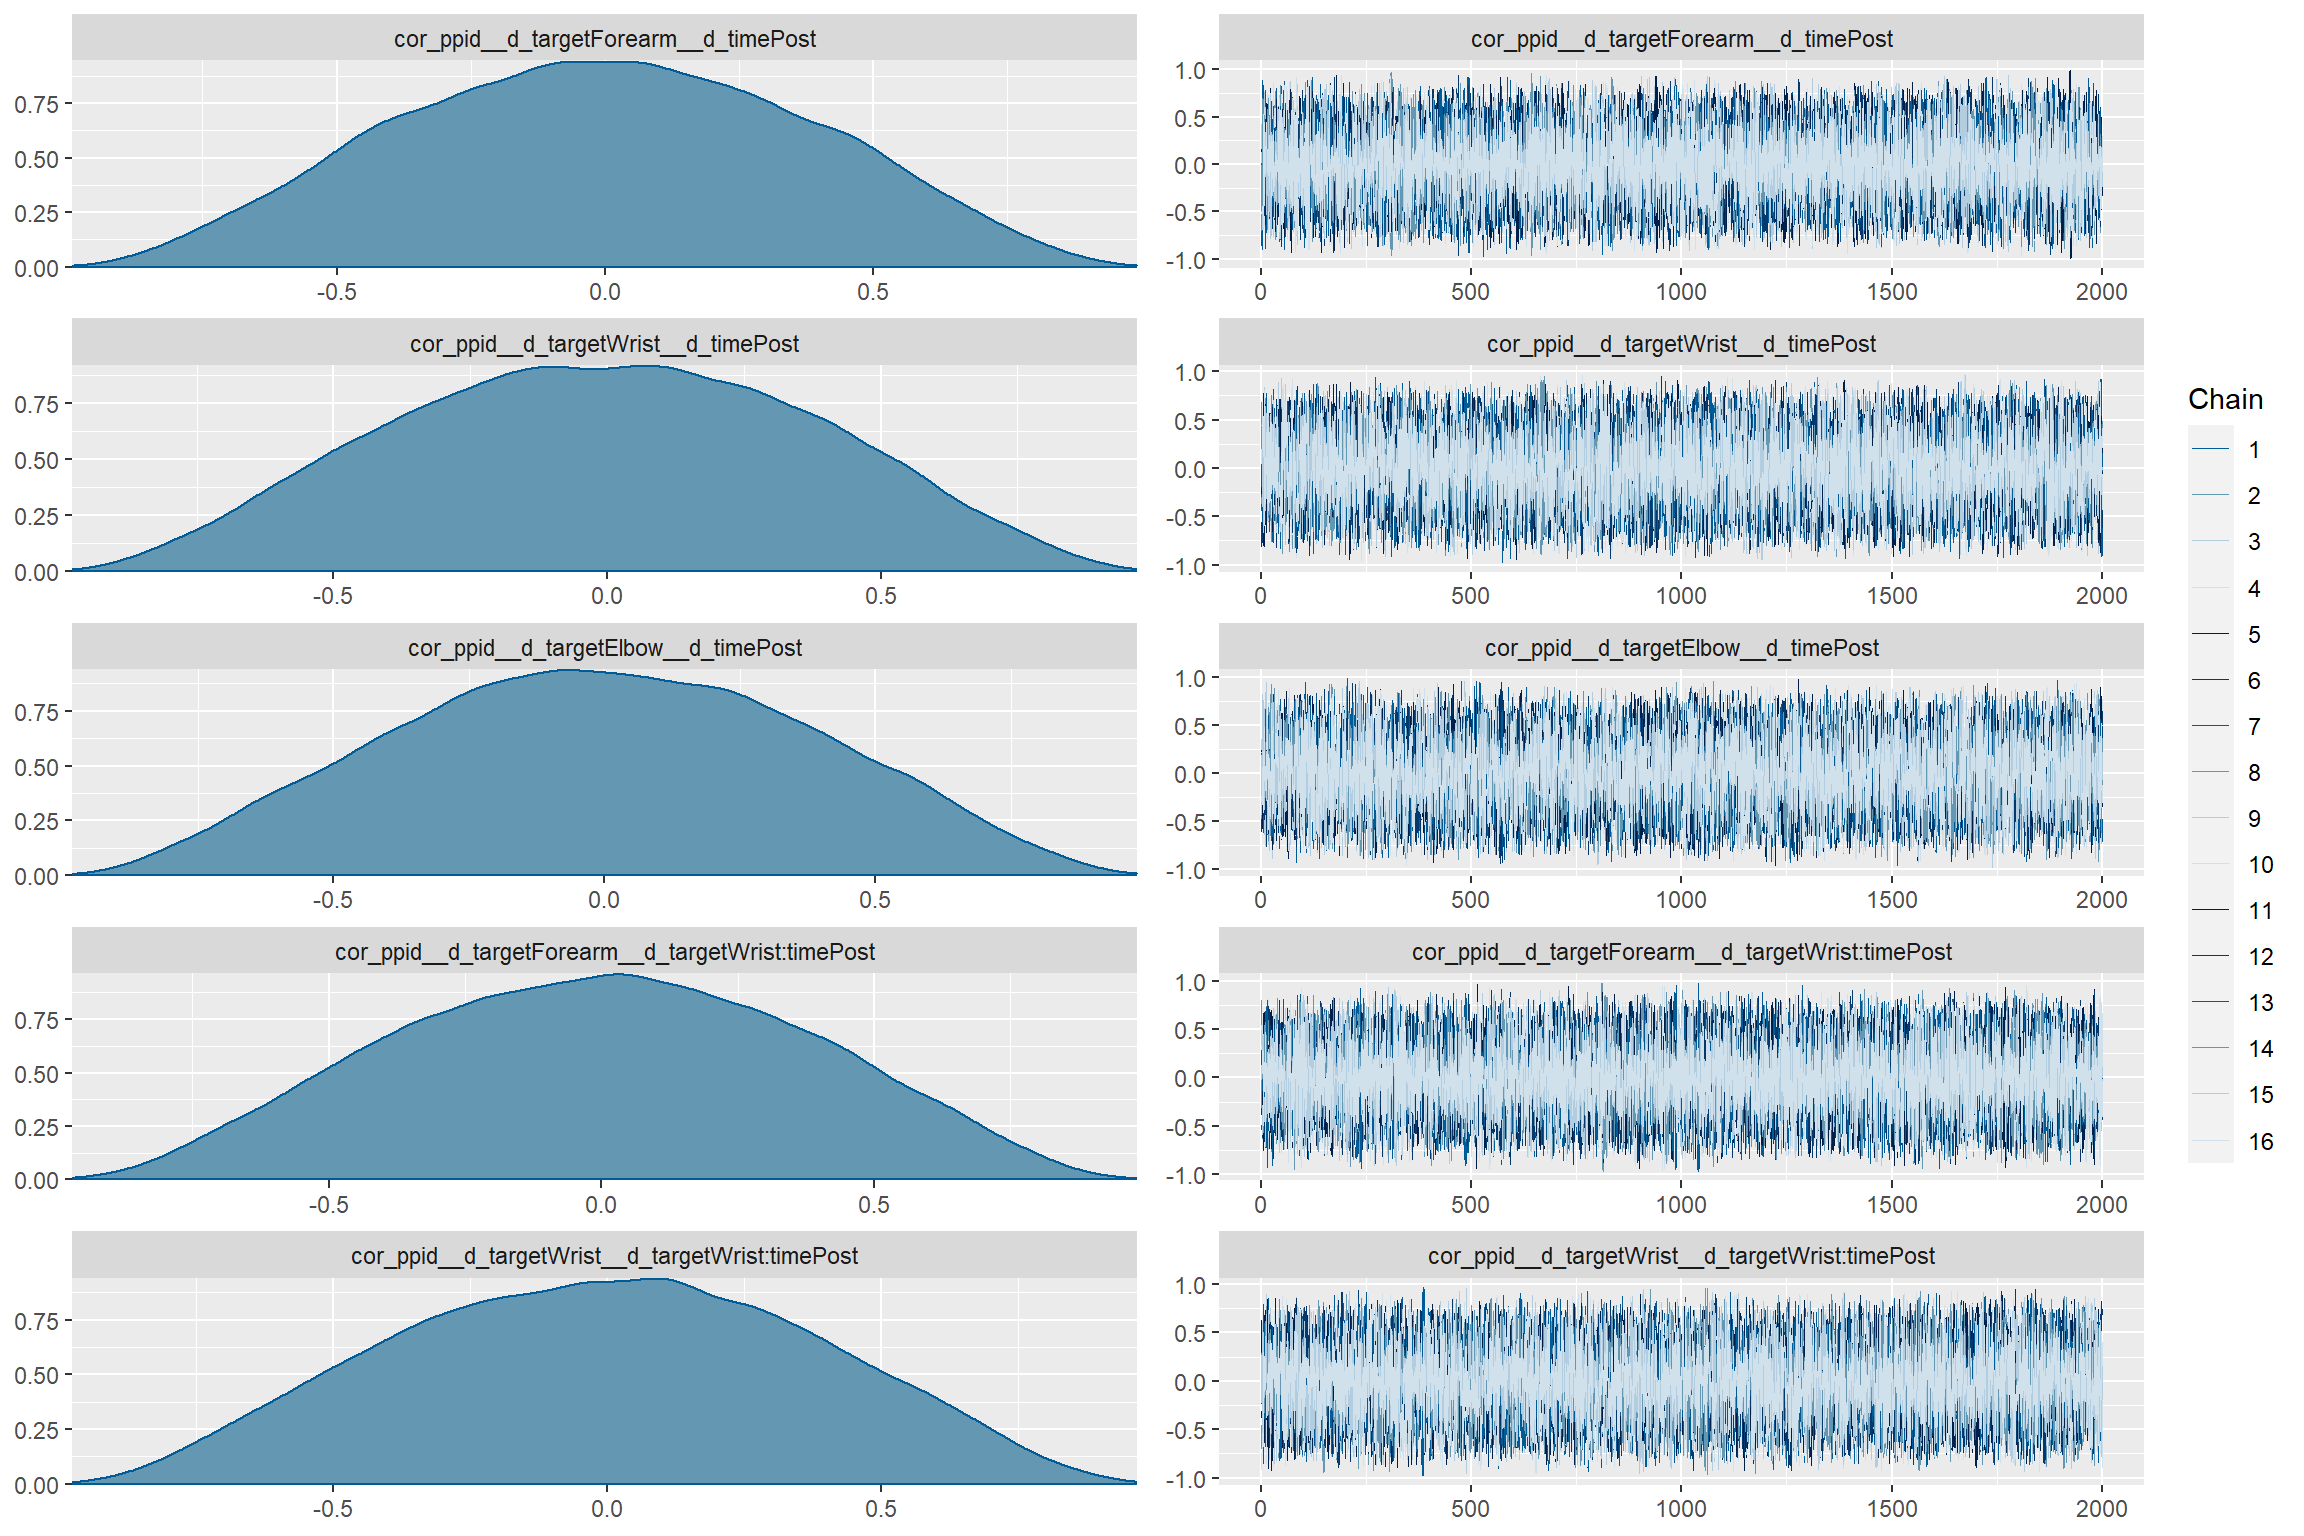 cor_ppid__d_targetForearm__d_timePost
0.75
0.50
0.25
0.00
-0.5 0.0 0.5
cor_ppid__d_targetForearm__d_timePost
1.0
0.5
0.0
-0.5
-1.0
0 500 1000 1500 2000
cor_ppid__d_targetWrist__d_timePost
0.75
0.50
0.25
0.00
-0.5 0.0 0.5
cor_ppid__d_targetWrist__d_timePost
1.0
0.5
0.0
-0.5
-1.0
0 500 1000 1500 2000
cor_ppid__d_targetElbow__d_timePost
0.75
0.50
0.25
0.00
-0.5 0.0 0.5
cor_ppid__d_targetElbow__d_timePost
1.0
0.5
0.0
-0.5
-1.0
0 500 1000 1500 2000
cor_ppid__d_targetForearm__d_targetWrist:timePost
0.75
0.50
0.25
0.00
-0.5 0.0 0.5
cor_ppid__d_targetForearm__d_targetWrist:timePost
1.0
0.5
0.0
-0.5
-1.0
0 500 1000 1500 2000
cor_ppid__d_targetWrist__d_targetWrist:timePost
0.75
0.50
0.25
0.00
-0.5 0.0 0.5
cor_ppid__d_targetWrist__d_targetWrist:timePost
1.0
0.5
0.0
-0.5
-1.0
0 500 1000 1500 2000
Chain
1
2
3
4
5
6
7
8
9
10
11
12
13
14
15
16